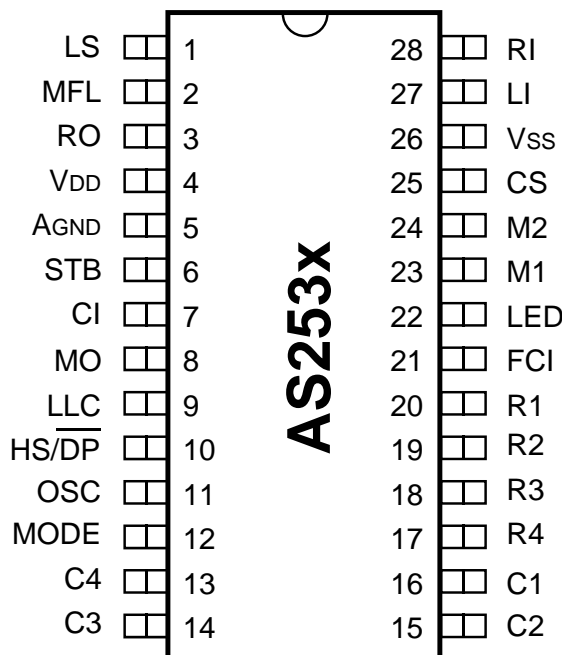 LS 1 28 RI
MFL 2 27 LI
RO 3 26 VSS
VDD 4 25 CS
AGND 5 24 M2
STB 6 23 M1
CI 7 22 LED
MO 8 21 FCI
LLC 9 20 R1
HS/DP 10 19 R2
OSC 11 18 R3
MODE 12 17 R4
C4 13 16 C1
C3 14 15 C2
AS253x